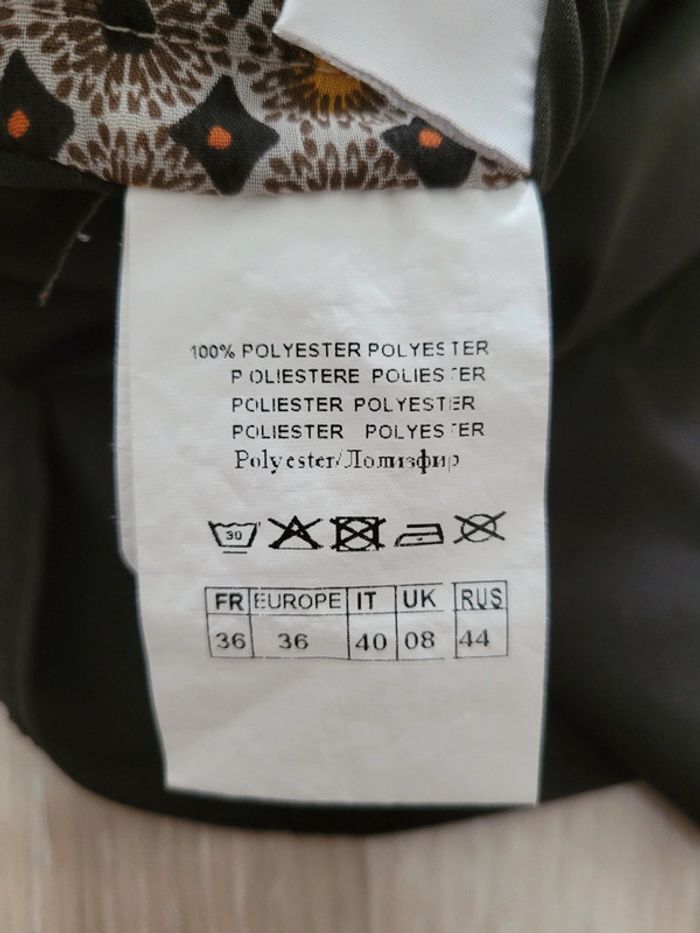 100% POLYESTER POLYESTER
POLIESTERE POLIESTER
POLIESTER POLYESTER
POLIESTER POLYESTER
Polyester/Полиэфир
30
FR EUROPE IT UK RUS
36 36 40 08 44